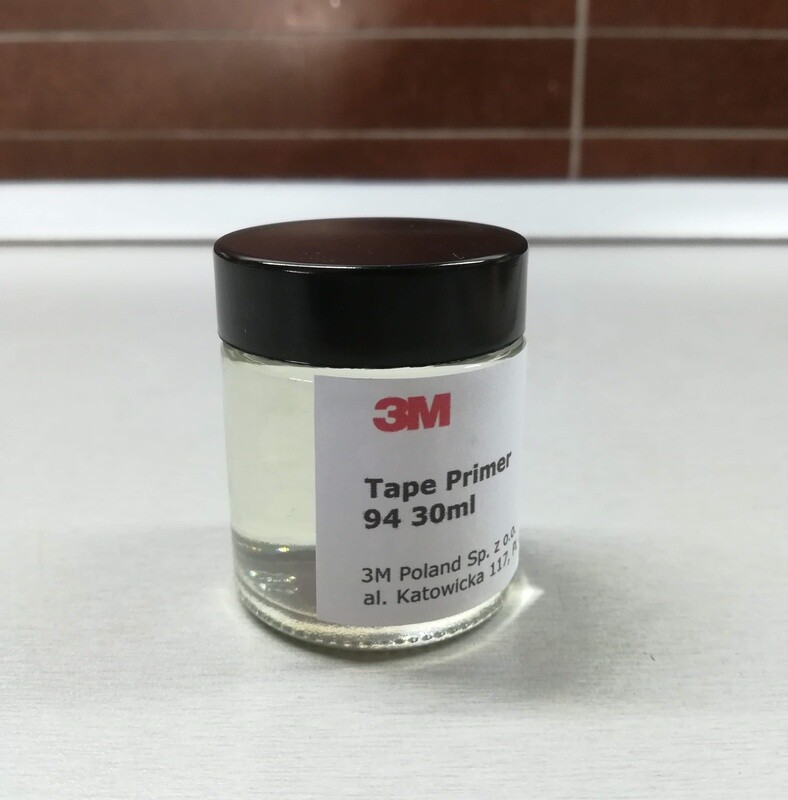 3M
Tape Primer
94 30ml
3M Poland Sp. z o.o.
al. Katowicka 117,